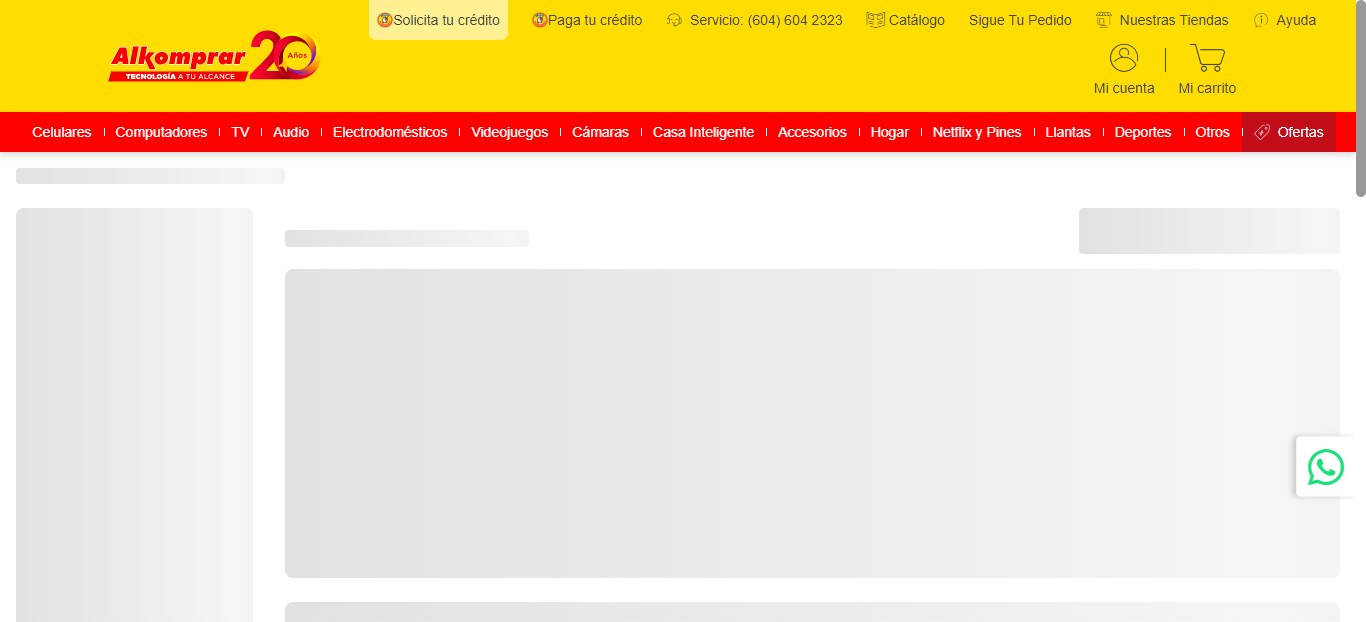 Solicita tu crédito
Paga tu crédito
Servicio: (604) 604 2323
Catálogo
Sigue Tu Pedido
Nuestras Tiendas
Ayuda
Alkomprar 20 Años
TECNOLOGÍA A TU ALCANCE
Mi cuenta
Mi carrito
Celulares
Computadores
TV
Audio
Electrodomésticos
Videojuegos
Cámaras
Casa Inteligente
Accesorios
Hogar
Netflix y Pines
Llantas
Deportes
Otros
Ofertas